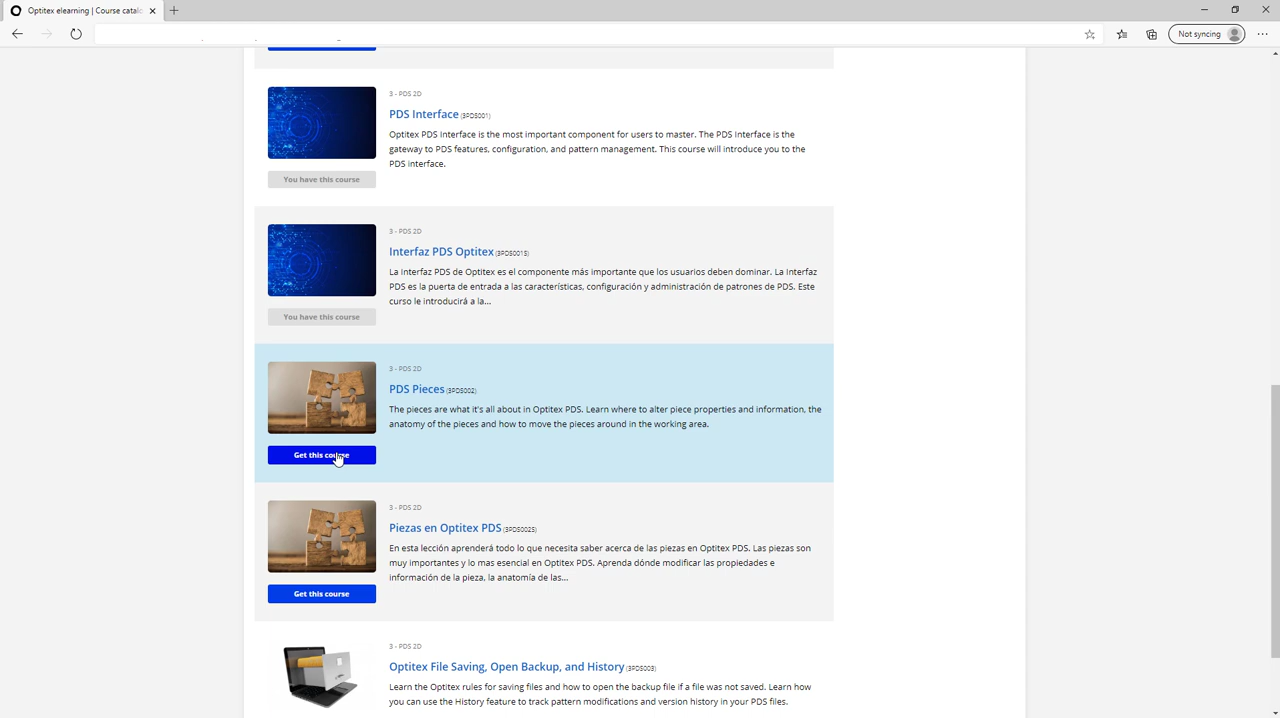 Optitex elearning | Course catalo
Not syncing
3 - PDS 2D
PDS Interface (3PDS001)
Optitex PDS Interface is the most important component for users to master. The PDS Interface is the
gateway to PDS features, configuration, and pattern management. This course will introduce you to the
PDS interface.
You have this course
3 - PDS 2D
Interfaz PDS Optitex (3PDS001S)
La interfaz PDS de Optitex es el componente más importante que los usuarios deben dominar. La Interfaz
PDS es la puerta de entrada a las características, configuración y administración de patrones de PDS. Este
curso le introducirá a la...
You have this course
3 - PDS 2D
PDS Pieces (3PDS002)
The pieces are what it's all about in Optitex PDS. Learn where to alter piece properties and information, the
anatomy of the pieces and how to move the pieces around in the working area.
Get this course
3 - PDS 2D
Piezas en Optitex PDS (3PDS002S)
En esta lección aprenderá todo lo que necesita saber acerca de las piezas en Optitex PDS. Las piezas son
muy importantes y lo mas esencial en Optitex PDS. Aprenda dónde modificar las propiedades e
información de la pieza, la anatomía de las...
Get this course
3 - PDS 2D
Optitex File Saving, Open Backup, and History (3PDS003)
Learn the Optitex rules for saving files and how to open the backup file if a file was not saved. Learn how
you can use the History feature to track pattern modifications and version history in your PDS files.